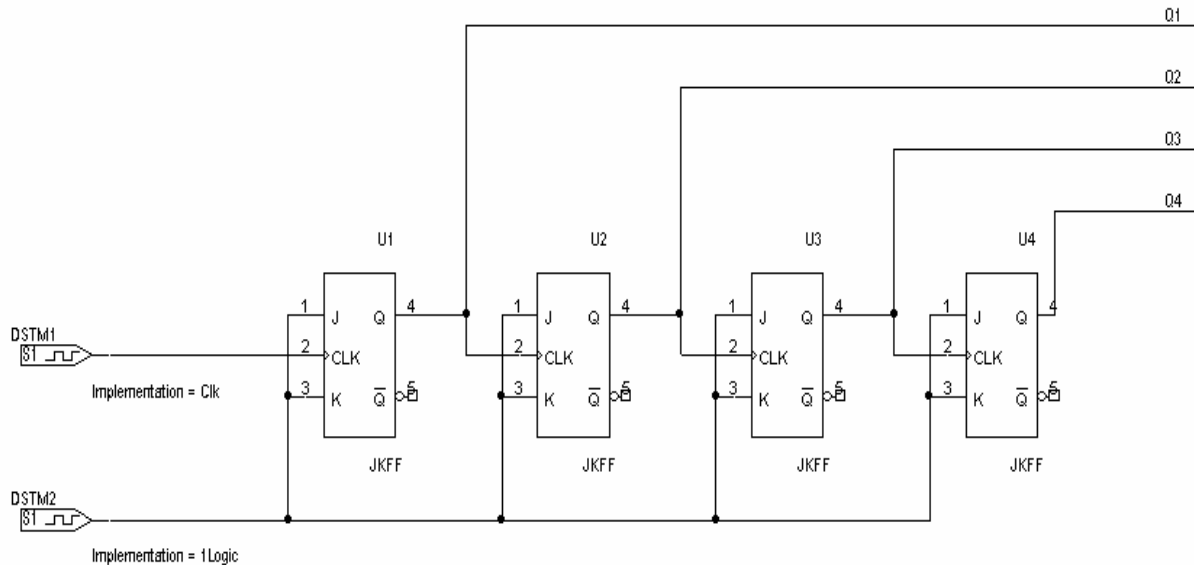 Q1
Q2
Q3
Q4
U1 U2 U3 U4
1 J Q 4 1 J Q 4 1 J Q 4 1 J Q 4
DSTM1
S1 2 CLK 2 CLK 2 CLK 2 CLK
Implementation = Clk
3 K Q 5 3 K Q 5 3 K Q 5 3 K Q 5
JKFF JKFF JKFF JKFF
DSTM2
S1
Implementation = 1Logic